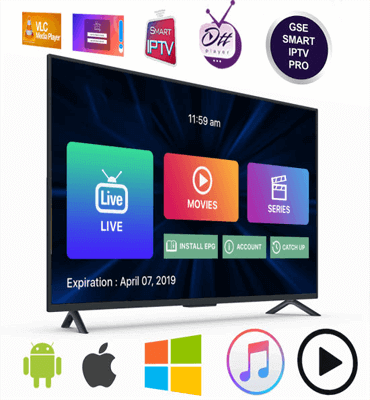 VLC
Media Player
SMART
IPTV
Ott
player
GSE
SMART
IPTV
PRO
11:59 am
Live
LIVE
MOVIES
SERIES
INSTALL EPG
ACCOUNT
CATCH UP
Expiration : April 07, 2019